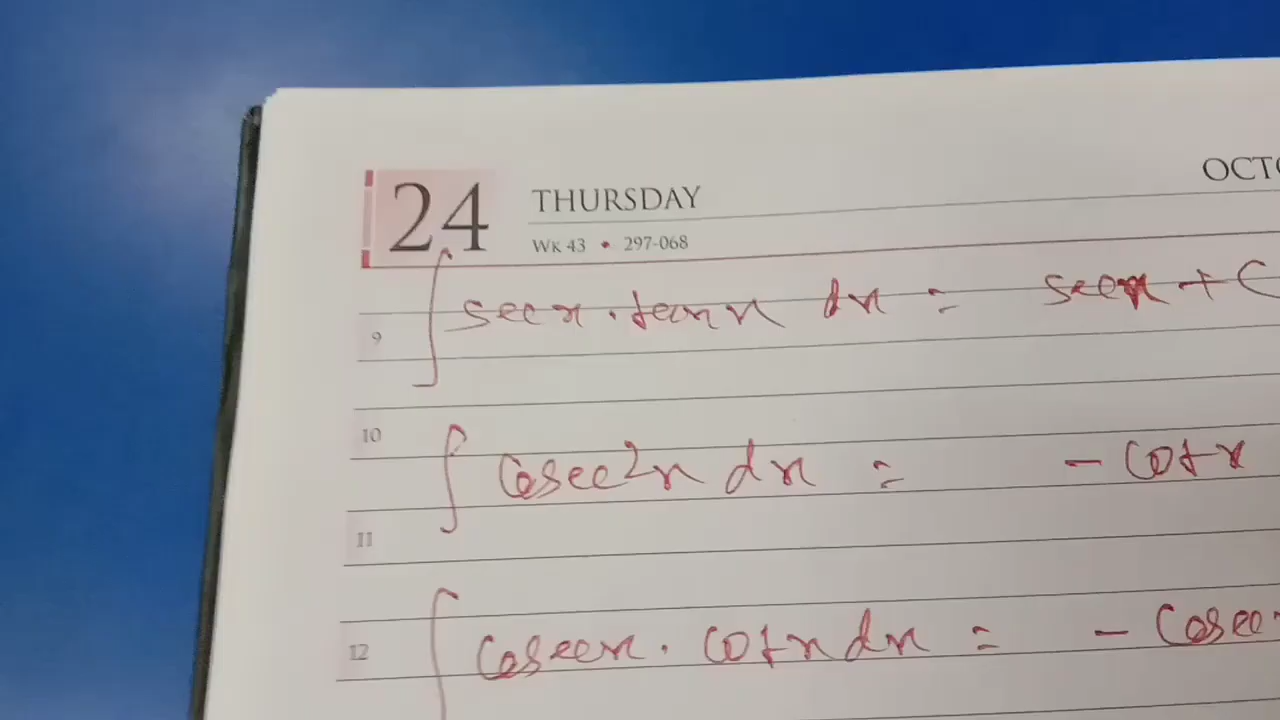 24 THURSDAY OCTO
WK 43 • 297-068
∫ secx . tanx dx = secx + C
9
10
∫ cosec2x dx = - cotx
11
12 ∫ cosecx . cotx dx = - cosec